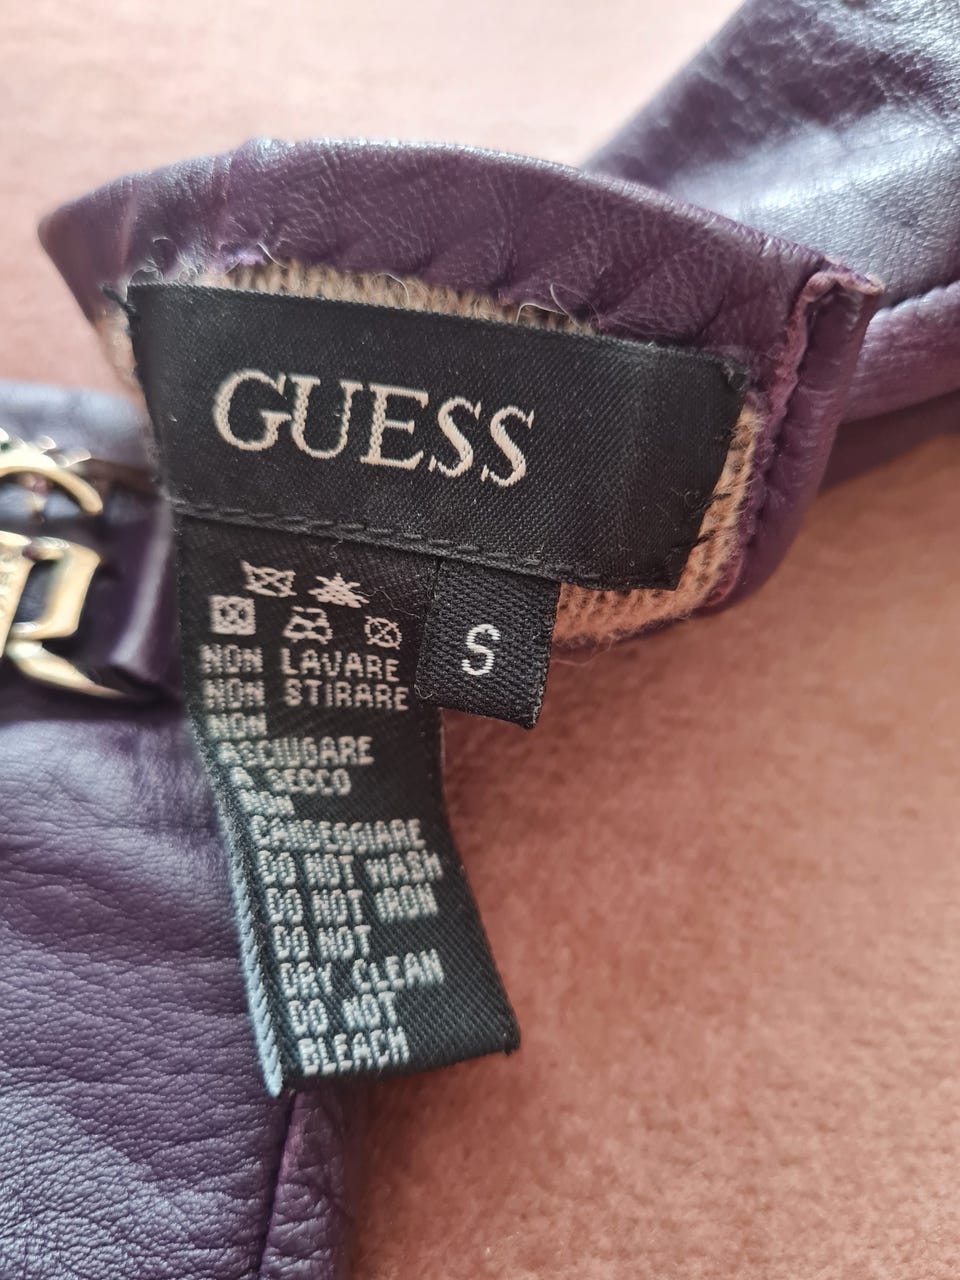 GUESS
S
NON LAVARE
NON STIRARE
NON
ASCIUGARE
A SECCO
NON
CANDEGGIARE
DO NOT WASH
DO NOT IRON
DO NOT
DRY CLEAN
DO NOT
BLEACH